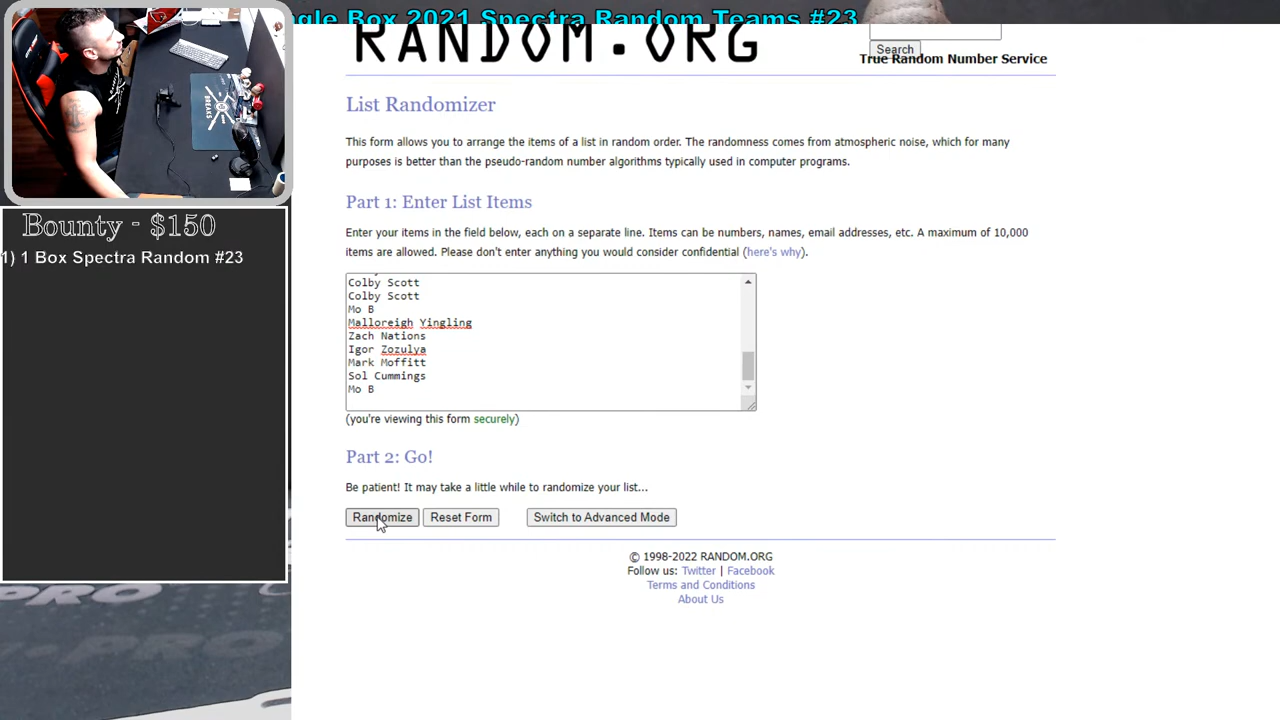 ngle Box 2021 Spectra Random Teams #23
RANDOM.ORG
Search
True Random Number Service
List Randomizer
This form allows you to arrange the items of a list in random order. The randomness comes from atmospheric noise, which for many
purposes is better than the pseudo-random number algorithms typically used in computer programs.
Part 1: Enter List Items
Enter your items in the field below, each on a separate line. Items can be numbers, names, email addresses, etc. A maximum of 10,000
items are allowed. Please don't enter anything you would consider confidential (here's why).
Colby Scott
Colby Scott
Mo B
Malloreigh Yingling
Zach Nations
Igor Zozulya
Mark Moffitt
Sol Cummings
Mo B
(you're viewing this form securely)
Part 2: Go!
Be patient! It may take a little while to randomize your list...
Randomize
Reset Form
Switch to Advanced Mode
© 1998-2022 RANDOM.ORG
Follow us: Twitter | Facebook
Terms and Conditions
About Us
Bounty - $150
1) 1 Box Spectra Random #23
BREAKS
PRO
-PRO